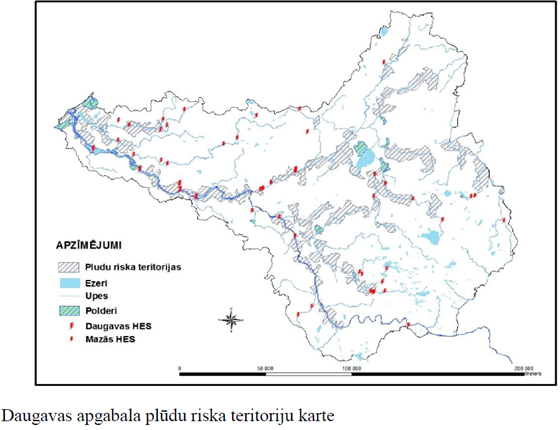 APZĪMĒJUMI
Pludu riska teritorijas
Ezeri
Upes
Polderi
Daugavas HES
Mazās HES
0 50 000 100 000 200 000
Meters
Daugavas apgabala plūdu riska teritoriju karte